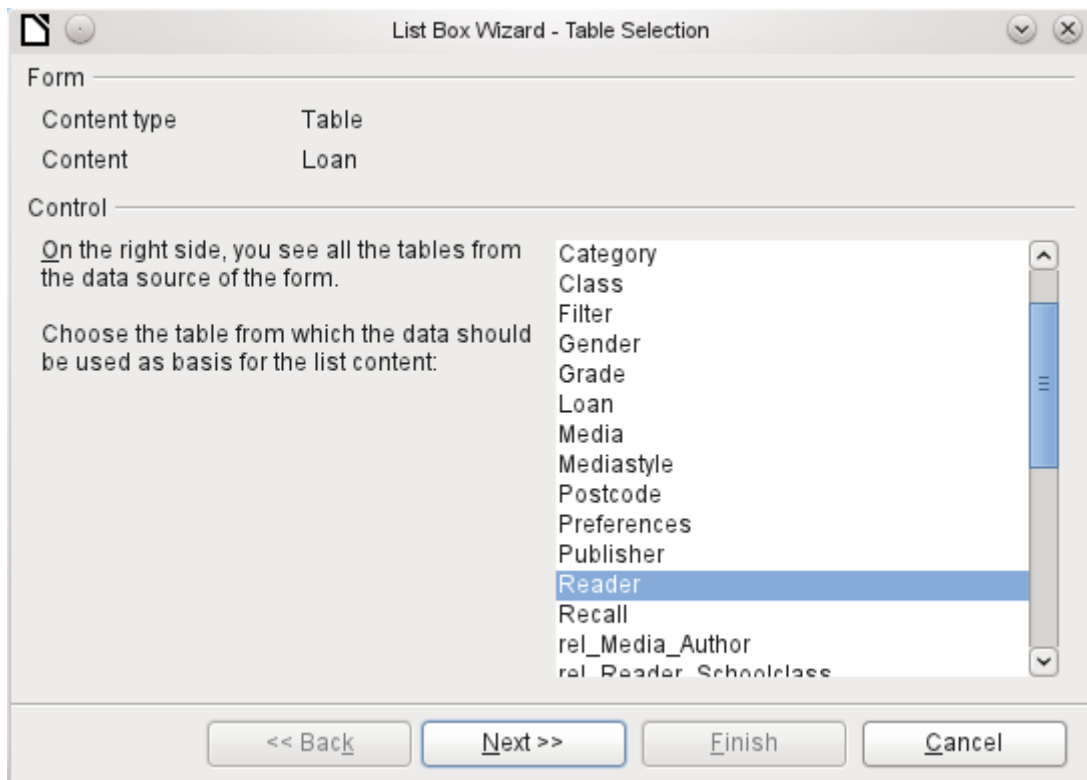 List Box Wizard - Table Selection
Form
Content type Table
Content Loan
Control
On the right side, you see all the tables from
the data source of the form.
Choose the table from which the data should
be used as basis for the list content:
Category
Class
Filter
Gender
Grade
Loan
Media
Mediastyle
Postcode
Preferences
Publisher
Reader
Recall
rel_Media_Author
rel_Reader_Schoolclass
<< Back Next >> Finish Cancel